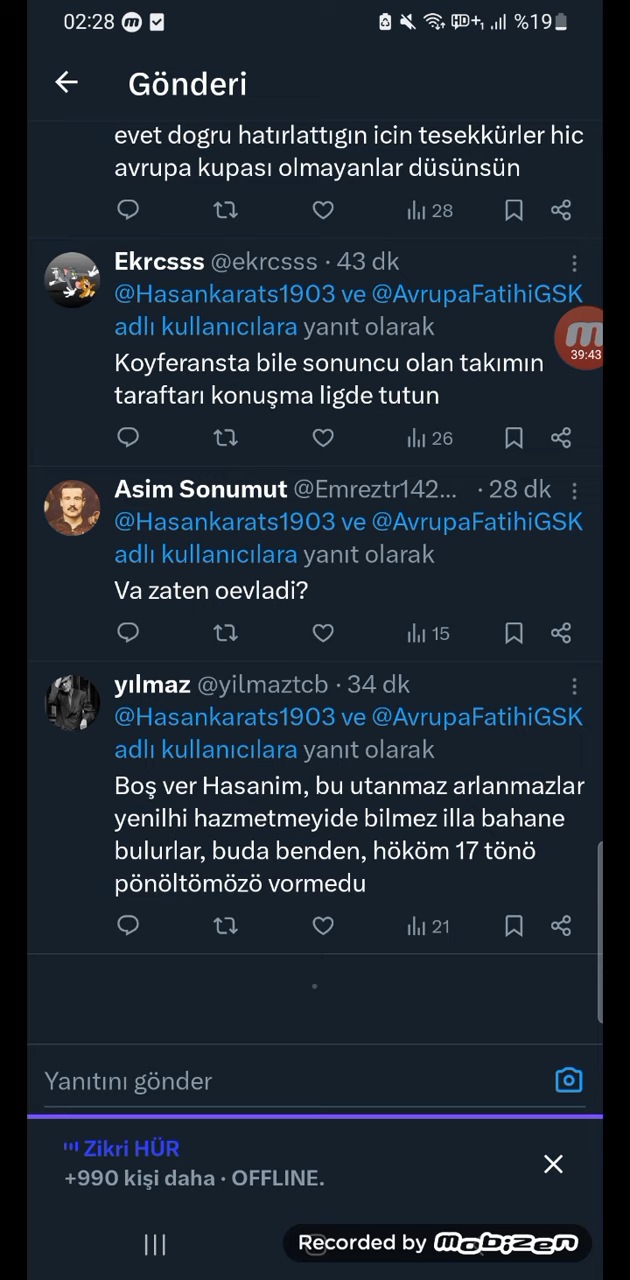 02:28 %19
Gönderi
evet dogru hatırlattıgın icin tesekkürler hic
avrupa kupası olmayanlar düsünsün
28
Ekrcsss @ekrcsss · 43 dk
@Hasankarats1903 ve @AvrupaFatihiGSK
adlı kullanıcılara yanıt olarak
39:43
Koyferansta bile sonuncu olan takımın
taraftarı konuşma ligde tutun
26
Asim Sonumut @Emreztr142... · 28 dk
@Hasankarats1903 ve @AvrupaFatihiGSK
adlı kullanıcılara yanıt olarak
Va zaten oevladi?
15
yılmaz @yilmaztcb · 34 dk
@Hasankarats1903 ve @AvrupaFatihiGSK
adlı kullanıcılara yanıt olarak
Boş ver Hasanim, bu utanmaz arlanmazlar
yenilhi hazmetmeyide bilmez illa bahane
bulurlar, buda benden, hököm 17 tönö
pönöltömözö vormedu
21
Yanıtını gönder
Zikri HÜR
+990 kişi daha · OFFLINE.
Recorded by mobizen